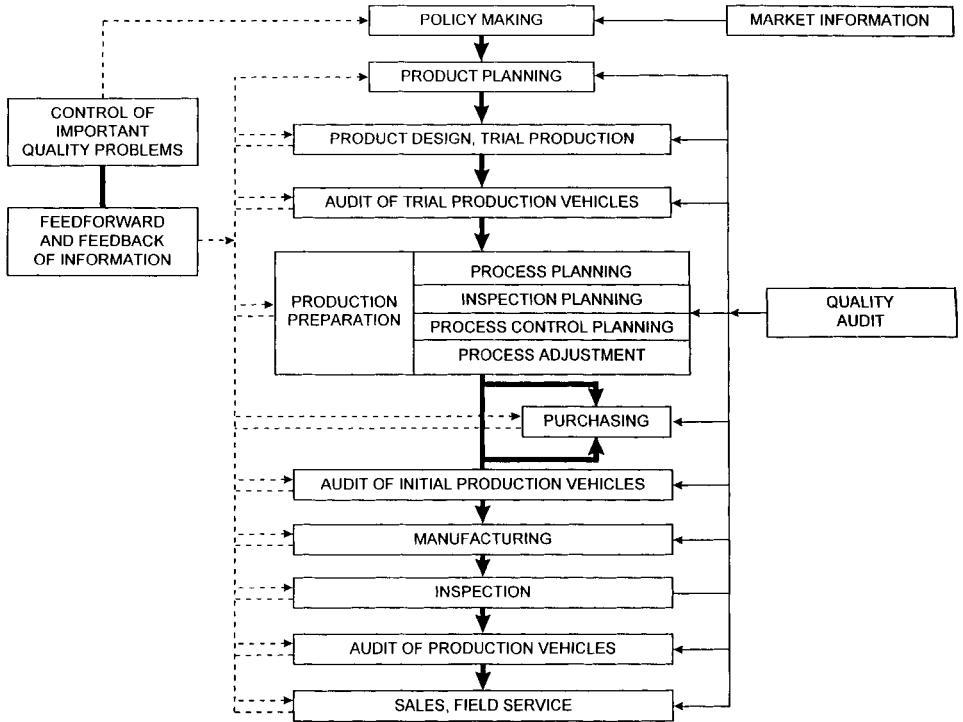 POLICY MAKING
MARKET INFORMATION
PRODUCT PLANNING
CONTROL OF
IMPORTANT
QUALITY PROBLEMS
PRODUCT DESIGN, TRIAL PRODUCTION
AUDIT OF TRIAL PRODUCTION VEHICLES
FEEDFORWARD
AND FEEDBACK
OF INFORMATION
PRODUCTION
PREPARATION
PROCESS PLANNING
INSPECTION PLANNING
PROCESS CONTROL PLANNING
PROCESS ADJUSTMENT
QUALITY
AUDIT
PURCHASING
AUDIT OF INITIAL PRODUCTION VEHICLES
MANUFACTURING
INSPECTION
AUDIT OF PRODUCTION VEHICLES
SALES, FIELD SERVICE